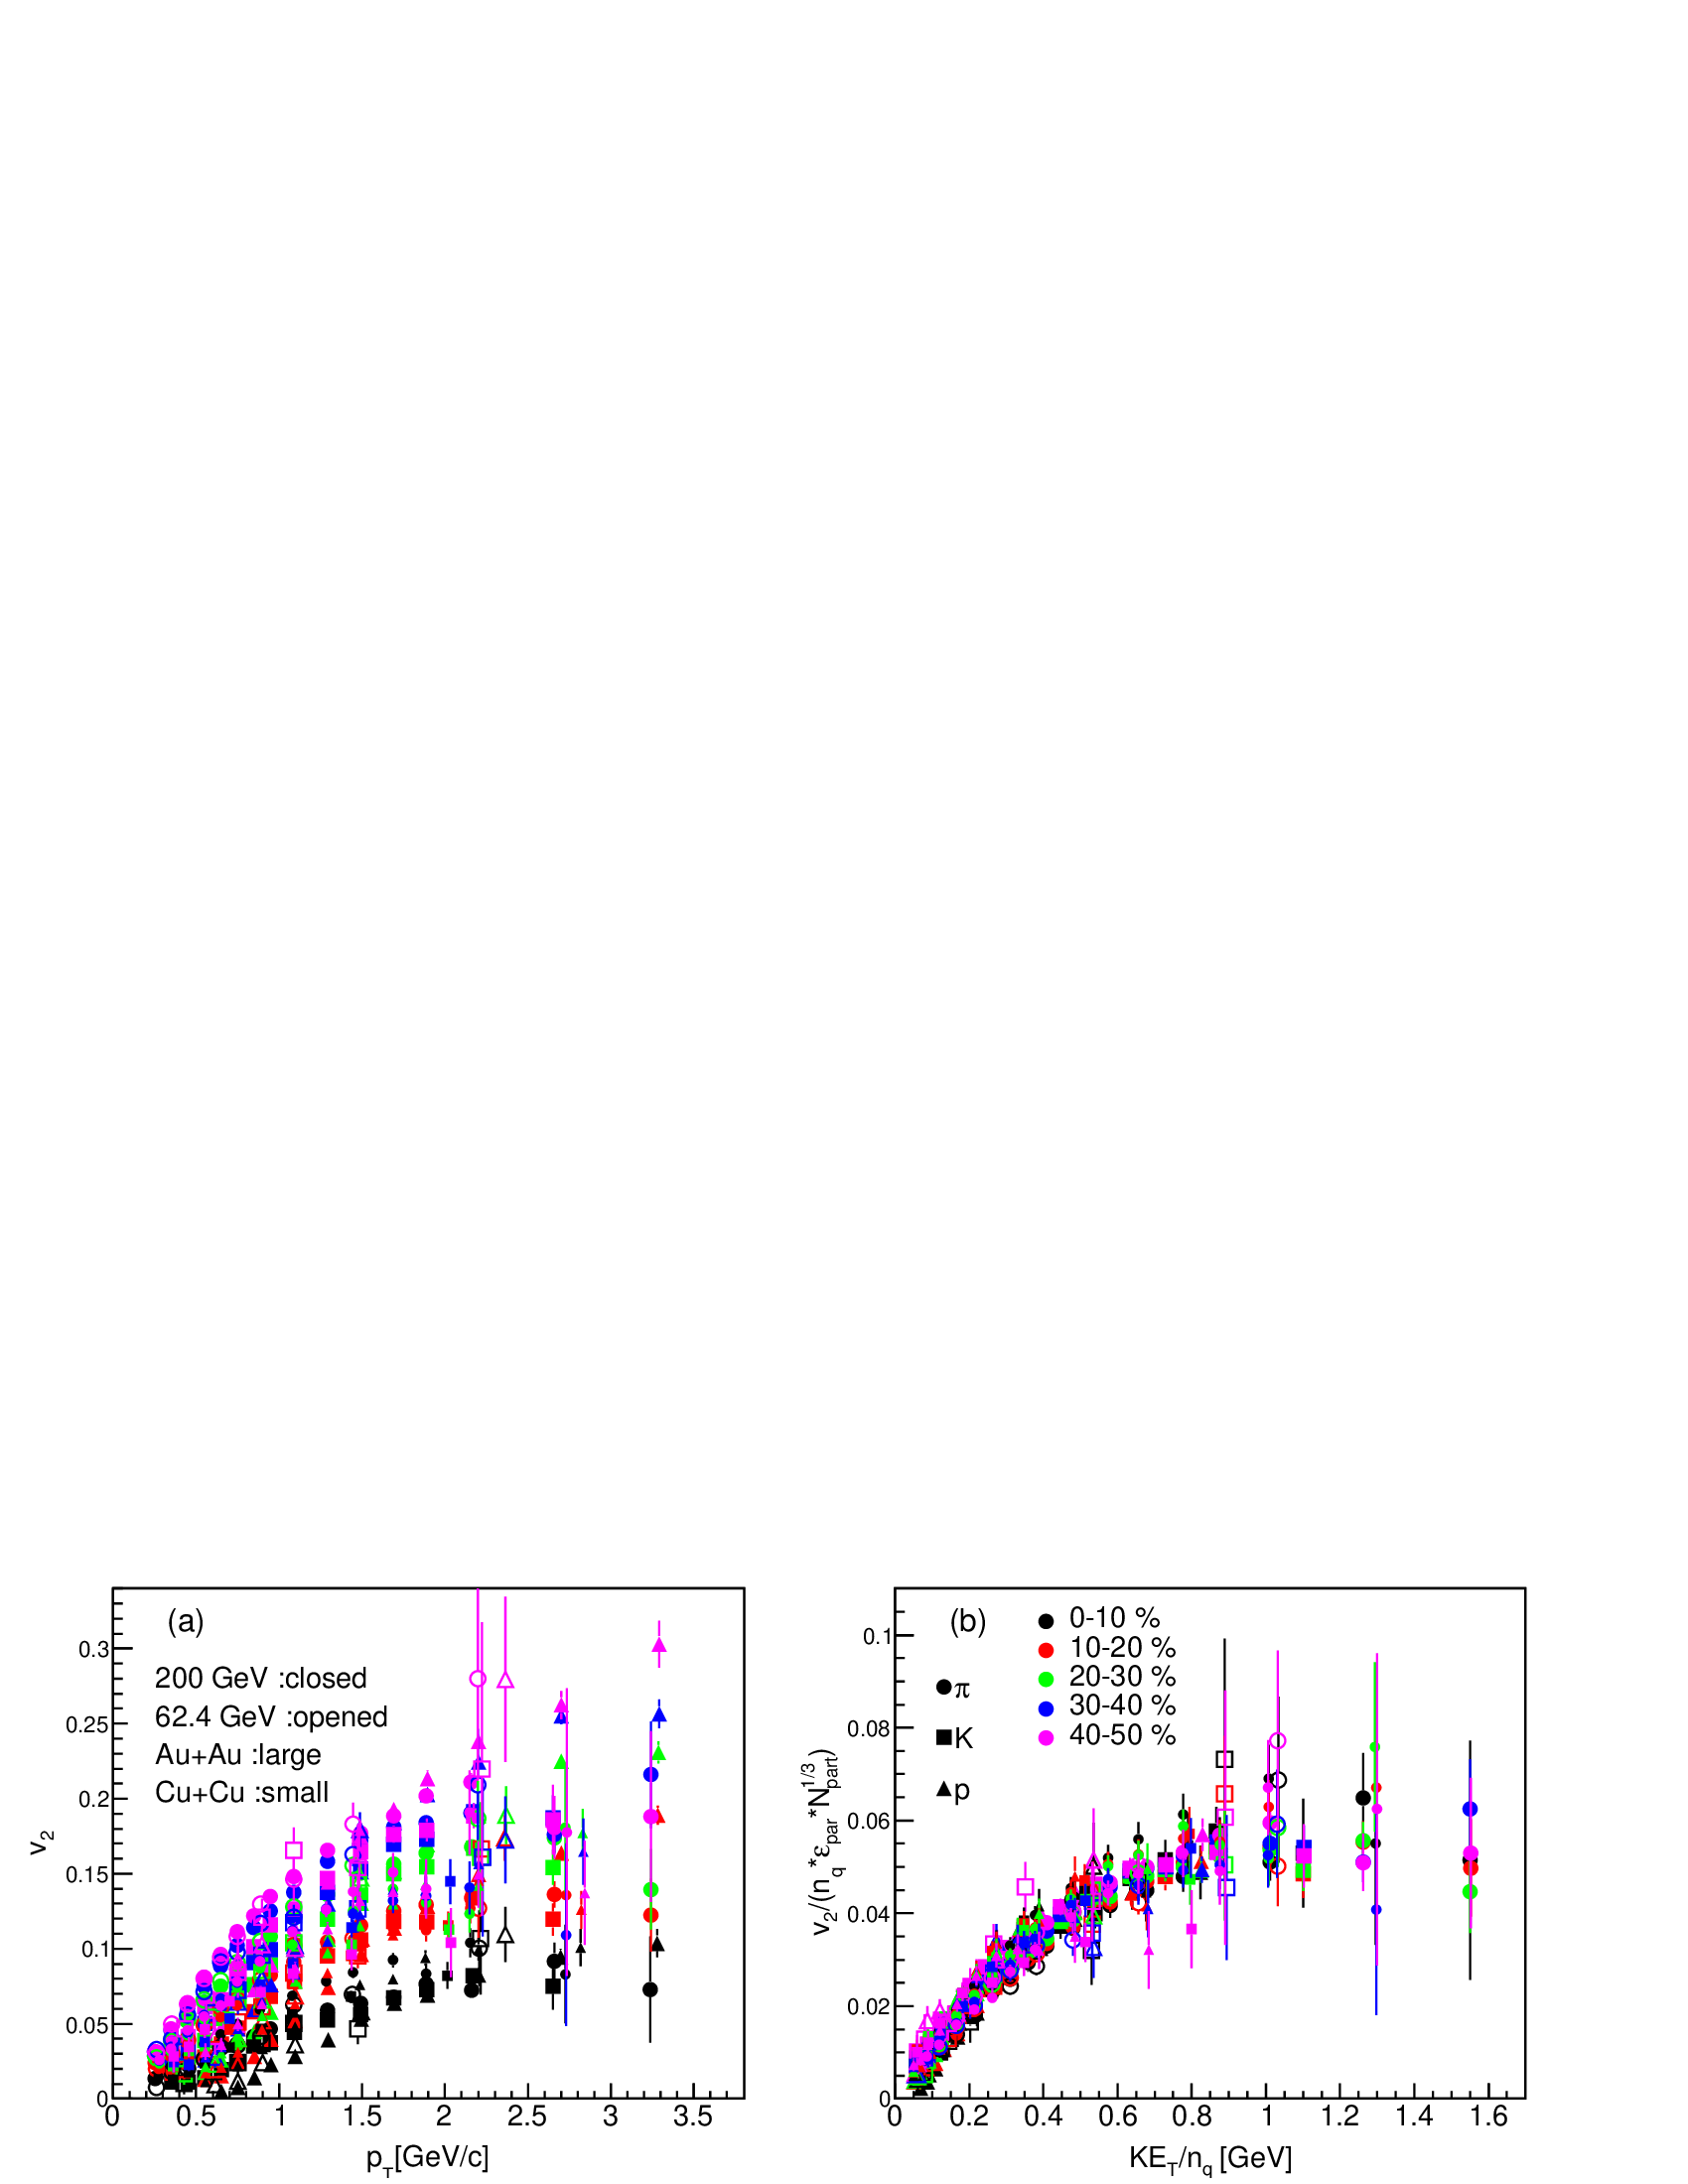 (a)
200 GeV :closed
62.4 GeV :opened
Au+Au :large
Cu+Cu :small
v2
0.3
0.25
0.2
0.15
0.1
0.05
0
0 0.5 1 1.5 2 2.5 3 3.5
pT[GeV/c]
(b)
0-10 %
10-20 %
20-30 %
30-40 %
40-50 %
π
K
p
v2/(nq*εpar*N1/3part)
0.1
0.08
0.06
0.04
0.02
0
0 0.2 0.4 0.6 0.8 1 1.2 1.4 1.6
KET/nq [GeV]